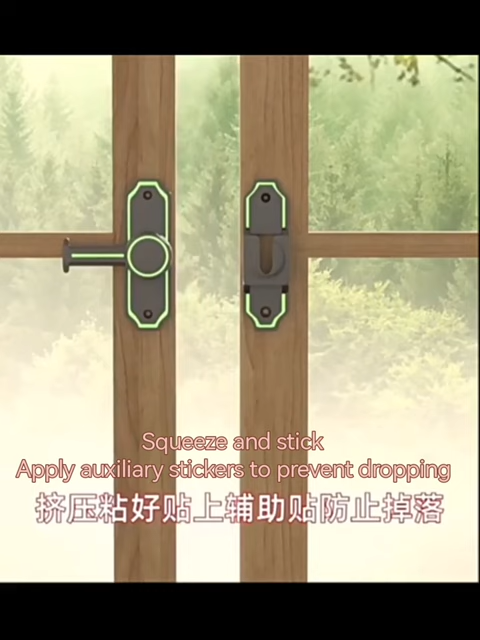 Squeeze and stick
Apply auxiliary stickers to prevent dropping
挤压粘好贴上辅助贴防止掉落